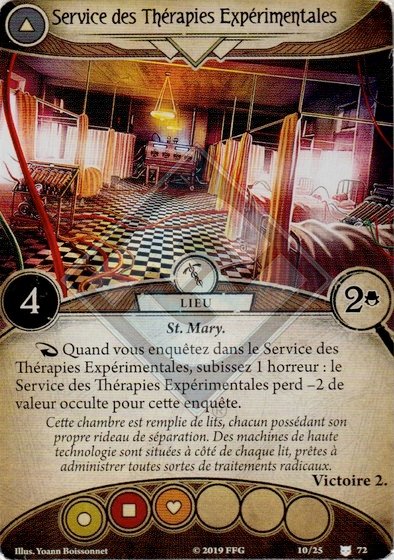 Service des Thérapies Expérimentales
4
LIEU
2
St. Mary.
Quand vous enquêtez dans le Service des
Thérapies Expérimentales, subissez 1 horreur : le
Service des Thérapies Expérimentales perd –2 de
valeur occulte pour cette enquête.
Cette chambre est remplie de lits, chacun possédant son
propre rideau de séparation. Des machines de haute
technologie sont situées à côté de chaque lit, prêtes à
administrer toutes sortes de traitements radicaux.
Victoire 2.
Illus. Yoann Boissonnet
© 2019 FFG
10/25
72